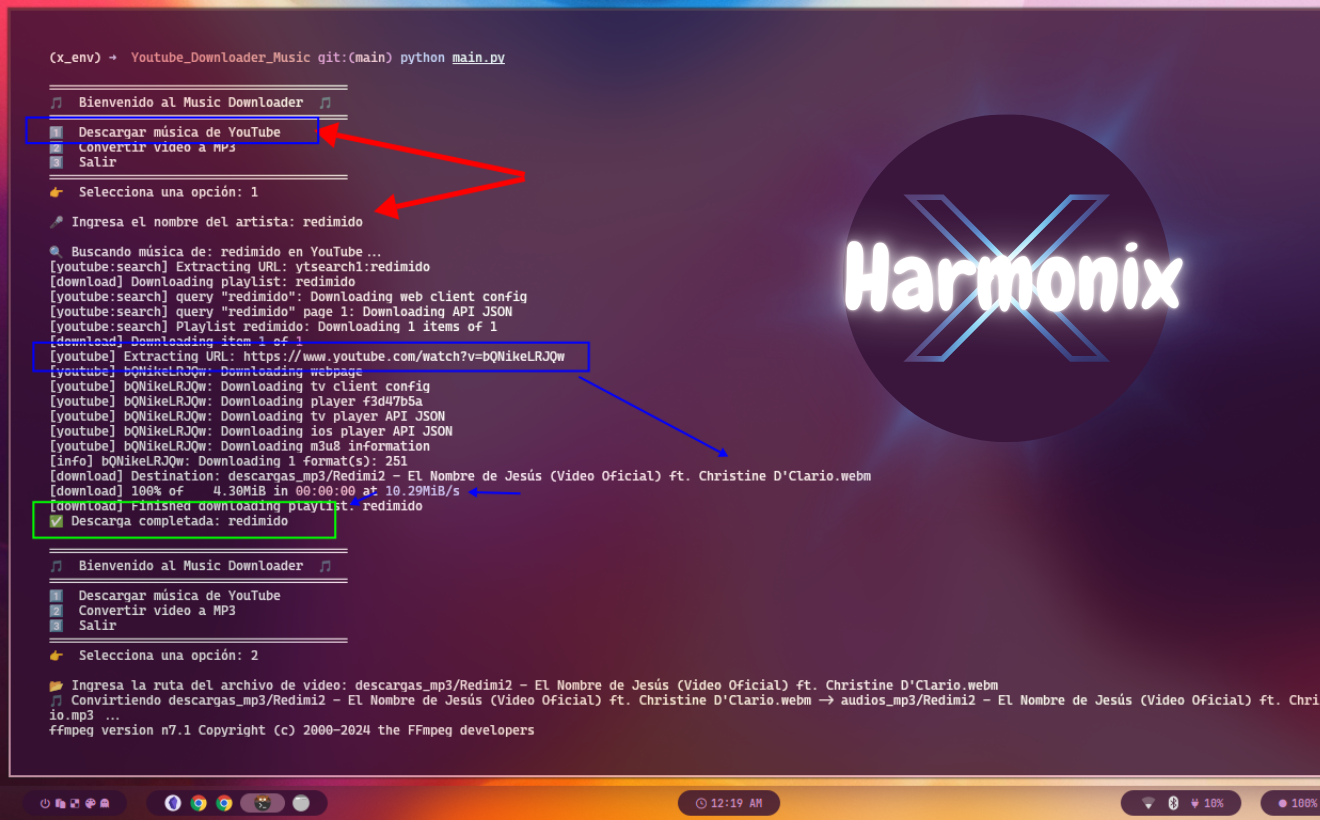 (x_env) → Youtube_Downloader_Music git:(main) python main.py
🎵 Bienvenido al Music Downloader 🎵
1️⃣ Descargar música de YouTube
2️⃣ Convertir video a MP3
3️⃣ Salir
👉 Selecciona una opción: 1
🎤 Ingresa el nombre del artista: redimido
🔍 Buscando música de: redimido en YouTube...
[youtube:search] Extracting URL: ytsearch1:redimido
[download] Downloading playlist: redimido
[youtube:search] query "redimido": Downloading web client config
[youtube:search] query "redimido" page 1: Downloading API JSON
[youtube:search] Playlist redimido: Downloading 1 items of 1
[download] Downloading item 1 of 1
[youtube] Extracting URL: https://www.youtube.com/watch?v=bQNikeLRJQw
[youtube] bQNikeLRJQw: Downloading webpage
[youtube] bQNikeLRJQw: Downloading tv client config
[youtube] bQNikeLRJQw: Downloading player f3d47b5a
[youtube] bQNikeLRJQw: Downloading tv player API JSON
[youtube] bQNikeLRJQw: Downloading ios player API JSON
[youtube] bQNikeLRJQw: Downloading m3u8 information
[info] bQNikeLRJQw: Downloading 1 format(s): 251
[download] Destination: descargas_mp3/Redimi2 - El Nombre de Jesús (Video Oficial) ft. Christine D'Clario.webm
[download] 100% of 4.30MiB in 00:00:00 at 10.29MiB/s
[download] Finished downloading playlist: redimido
✅ Descarga completada: redimido
🎵 Bienvenido al Music Downloader 🎵
1️⃣ Descargar música de YouTube
2️⃣ Convertir video a MP3
3️⃣ Salir
👉 Selecciona una opción: 2
📂 Ingresa la ruta del archivo de video: descargas_mp3/Redimi2 - El Nombre de Jesús (Video Oficial) ft. Christine D'Clario.webm
🎵 Convirtiendo descargas_mp3/Redimi2 - El Nombre de Jesús (Video Oficial) ft. Christine D'Clario.webm → audios_mp3/Redimi2 - El Nombre de Jesús (Video Oficial) ft. Chri
io.mp3 ...
ffmpeg version n7.1 Copyright (c) 2000-2024 the FFmpeg developers
Harmonix
12:19 AM
10%
100%